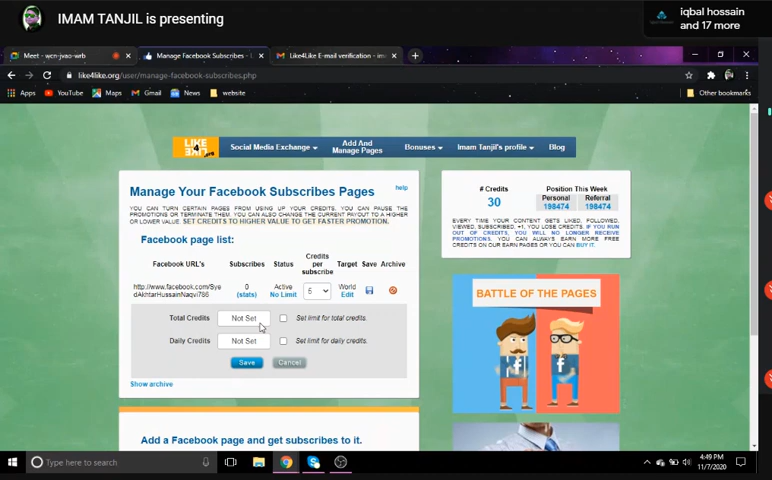 IMAM TANJIL is presenting
iqbal hossain
and 17 more
Meet - wcn-jvao-wrb
Manage Facebook Subscribes - L
Like4Like E-mail verification - im
like4like.org/user/manage-facebook-subscribes.php
Apps YouTube Maps Gmail News website Other bookmarks
LIKE 4 LIKE
Social Media Exchange
Add And
Manage Pages
Bonuses
Imam Tanjil's profile
Blog
Manage Your Facebook Subscribes Pages
help
YOU CAN TURN CERTAIN PAGES FROM USING UP YOUR CREDITS. YOU CAN PAUSE THE
PROMOTIONS OR TERMINATE THEM. YOU CAN ALSO CHANGE THE CURRENT PAYOUT TO A HIGHER
OR LOWER VALUE. SET CREDITS TO HIGHER VALUE TO GET FASTER PROMOTION.
Facebook page list:
Facebook URL's Subscribes Status Credits per subscribe Target Save Archive
http://www.facebook.com/Sye
dAkhtarHussainNaqvi786
0
(stats)
Active
No Limit
5
World
Edit
Total Credits Not Set Set limit for total credits.
Daily Credits Not Set Set limit for daily credits.
Save Cancel
Show archive
Add a Facebook page and get subscribes to it.
# Credits
30
Position This Week
Personal Referral
198474 198474
EVERY TIME YOUR CONTENT GETS LIKED, FOLLOWED,
VIEWED, SUBSCRIBED, +1, YOU LOSE CREDITS. IF YOU RUN
OUT OF CREDITS, YOU WILL NO LONGER RECEIVE
PROMOTIONS. YOU CAN ALWAYS EARN MORE FREE
CREDITS ON OUR EARN PAGES OR YOU CAN BUY IT.
BATTLE OF THE PAGES
Type here to search
4:49 PM
11/7/2020